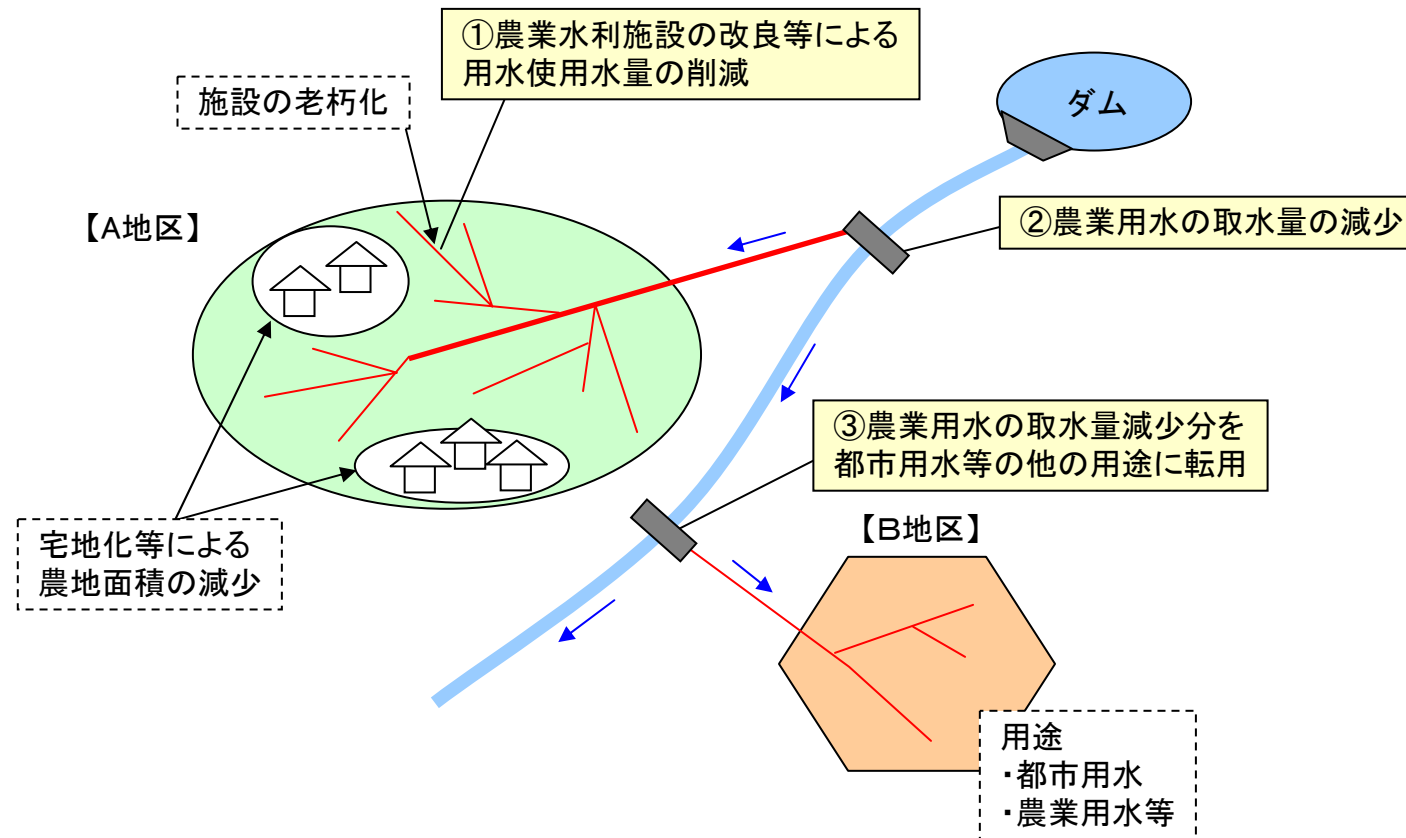 ①農業水利施設の改良等による
用水使用水量の削減
施設の老朽化
ダム
【A地区】
②農業用水の取水量の減少
③農業用水の取水量減少分を
都市用水等の他の用途に転用
宅地化等による
農地面積の減少
【B地区】
用途
・都市用水
・農業用水等